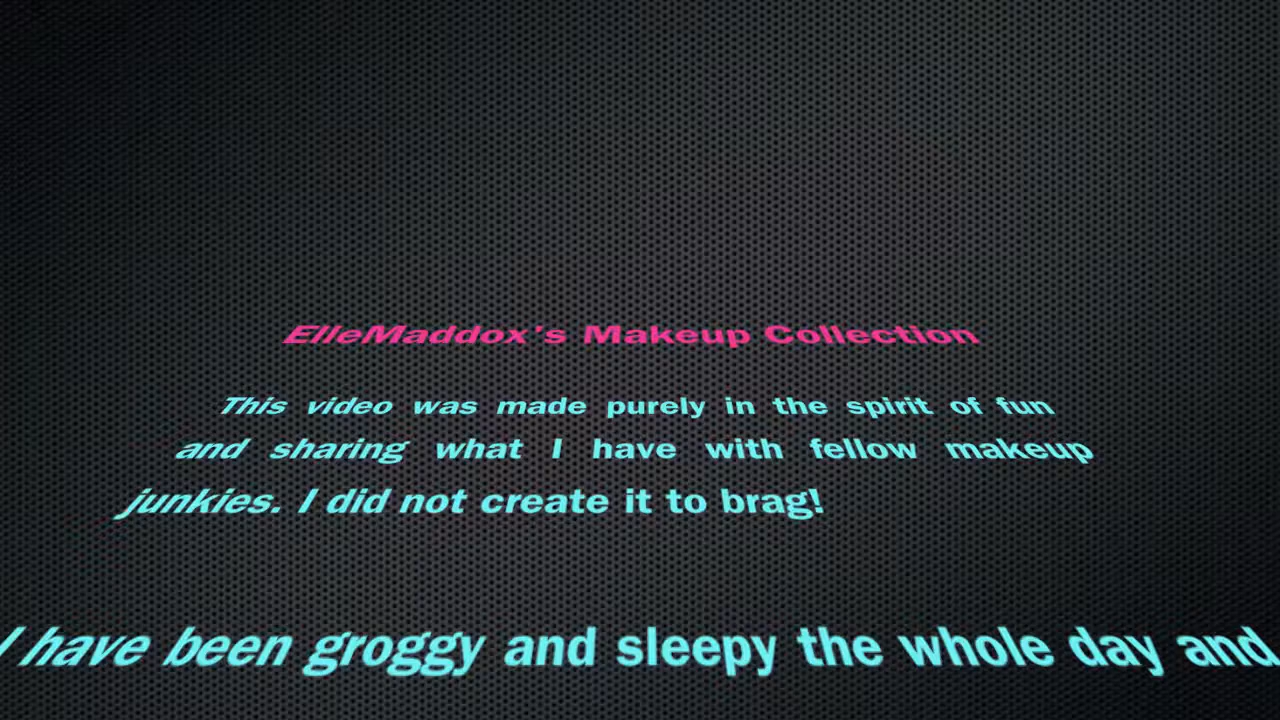 ElleMaddox's Makeup Collection
This video was made purely in the spirit of fun
and sharing what I have with fellow makeup
junkies. I did not create it to brag!
I have been groggy and sleepy the whole day and